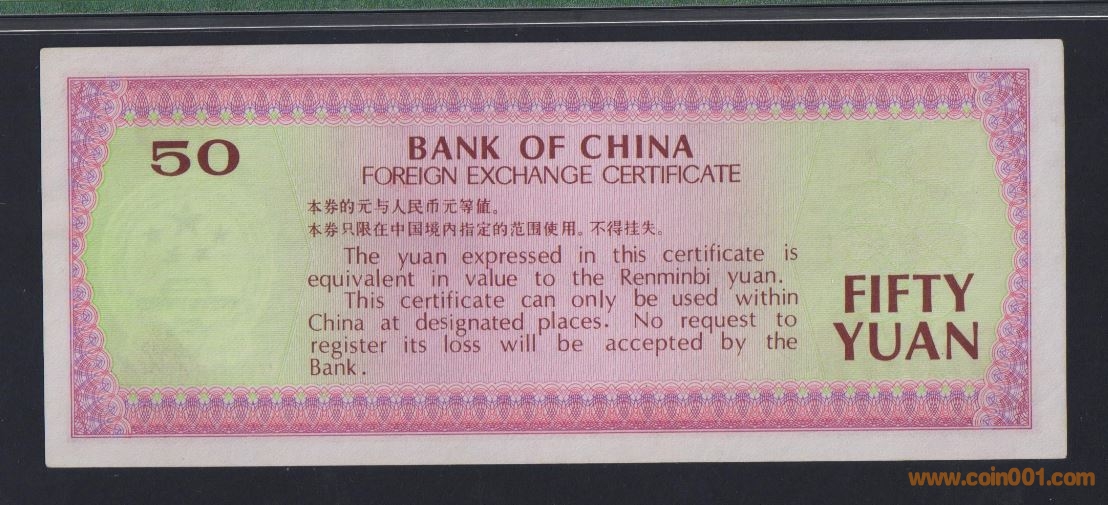 50
BANK OF CHINA
FOREIGN EXCHANGE CERTIFICATE
本券的元与人民币元等值。
本券只限在中国境内指定的范围使用。不得挂失。
The yuan expressed in this certificate is
equivalent in value to the Renminbi yuan.
This certificate can only be used within
China at designated places. No request to
register its loss will be accepted by the
Bank.
FIFTY
YUAN
www.coin001.com